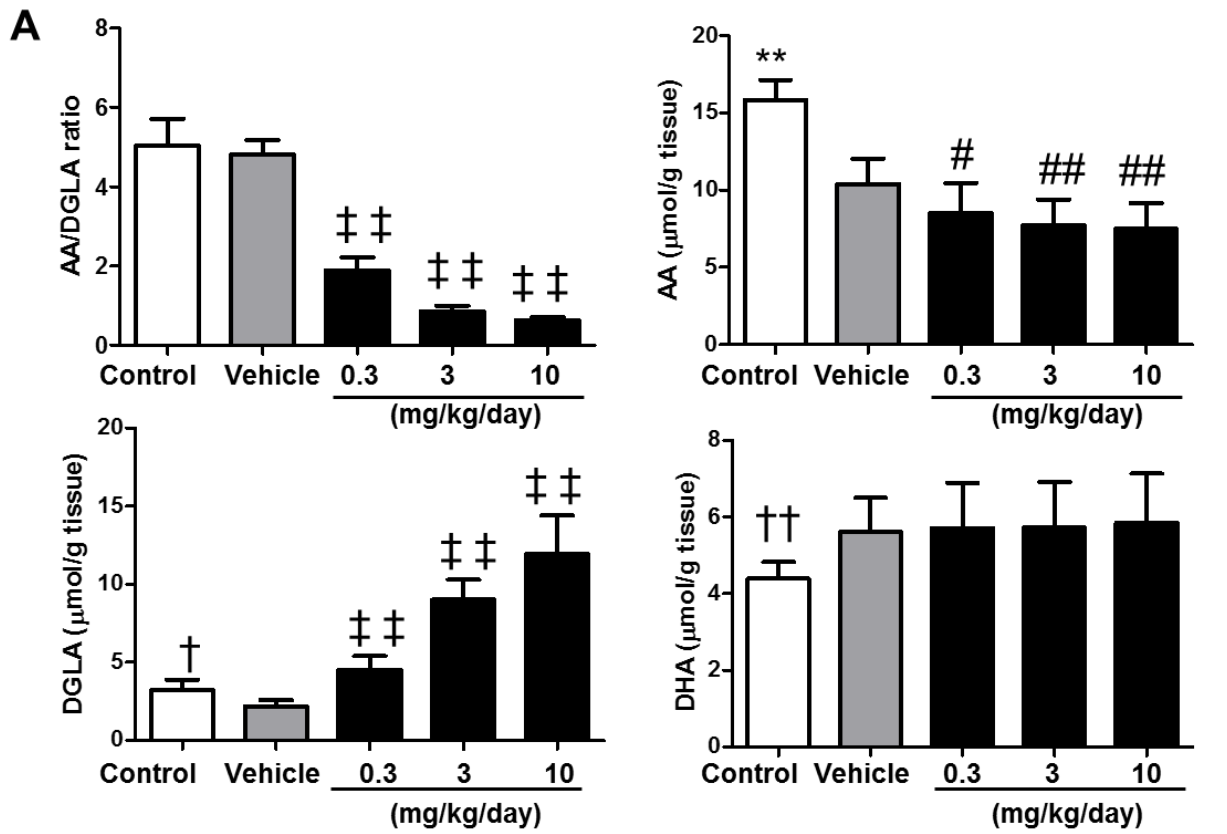 A
AA/DGLA ratio
8
6
4
2
0
‡ ‡
‡ ‡
‡ ‡
Control Vehicle 0.3 3 10
(mg/kg/day)
AA (μmol/g tissue)
20
15
10
5
0
**
#
##
##
Control Vehicle 0.3 3 10
(mg/kg/day)
DGLA (μmol/g tissue)
20
15
10
5
0
†
‡ ‡
‡ ‡
‡ ‡
Control Vehicle 0.3 3 10
(mg/kg/day)
DHA (μmol/g tissue)
8
6
4
2
0
††
Control Vehicle 0.3 3 10
(mg/kg/day)